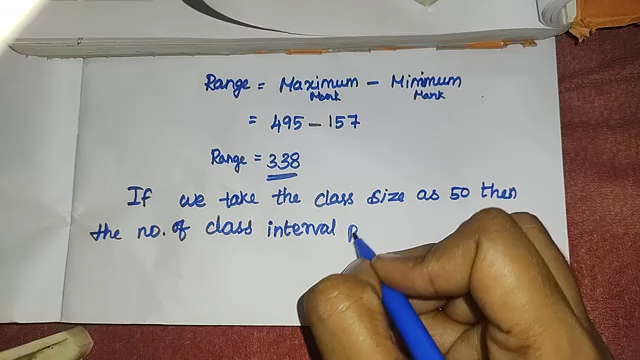 Range = Maximum Mark - Minimum Mark
= 495 - 157
Range = 338
If we take the class size as 50 then
the no. of class interval